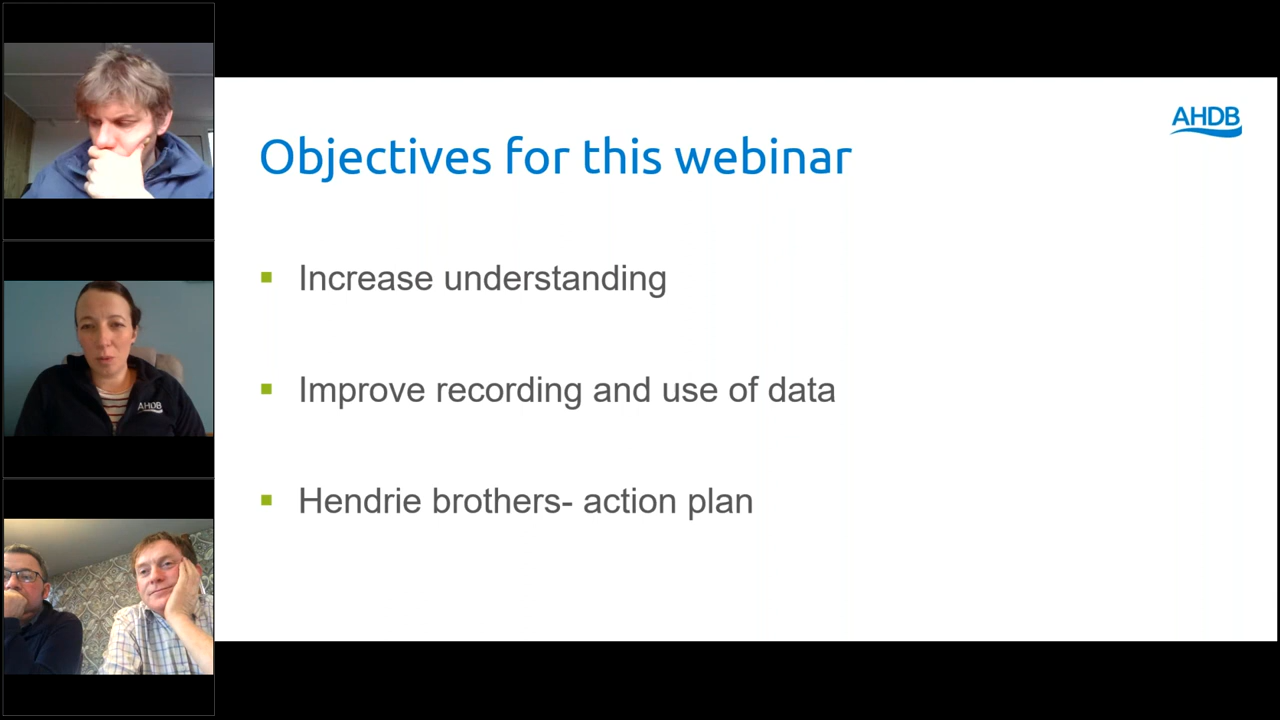 AHDB
Objectives for this webinar
Increase understanding
Improve recording and use of data
Hendrie brothers- action plan
AHDB